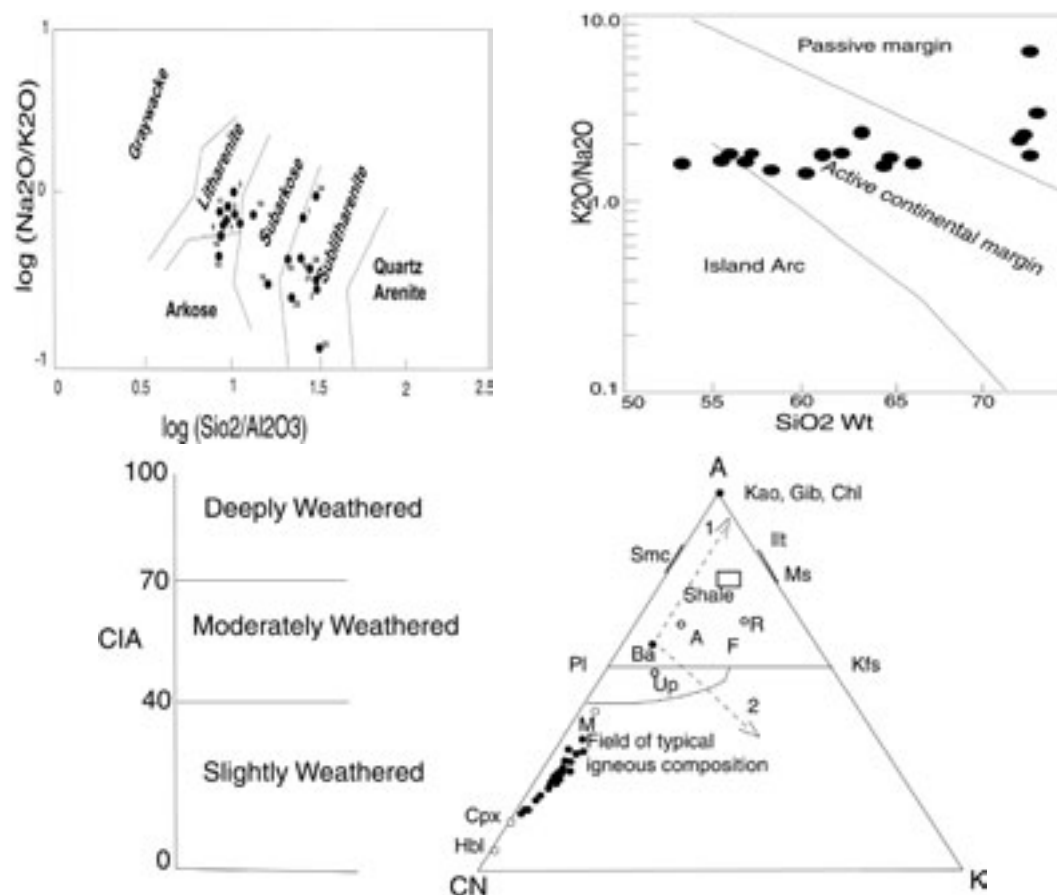 1
log (Na2O/K2O)
-1
Graywacke
Litharenite
Subarkose
Sublitharenite
Arkose
Quartz
Arenite
0
0.5
1
1.5
2
2.5
log (Sio2/Al2O3)
10.0
1.0
0.1
K2O/Na2O
Passive margin
Active continental margin
Island Arc
50
55
60
65
70
SiO2 Wt
100
Deeply Weathered
70
CIA
Moderately Weathered
40
Slightly Weathered
0
A
Kao, Gib, Chl
1
Smc
Illt
Ms
Shale
A
R
F
Ba
Pl
Kfs
Up
2
M
Field of typical
igneous composition
Cpx
Hbl
CN
K